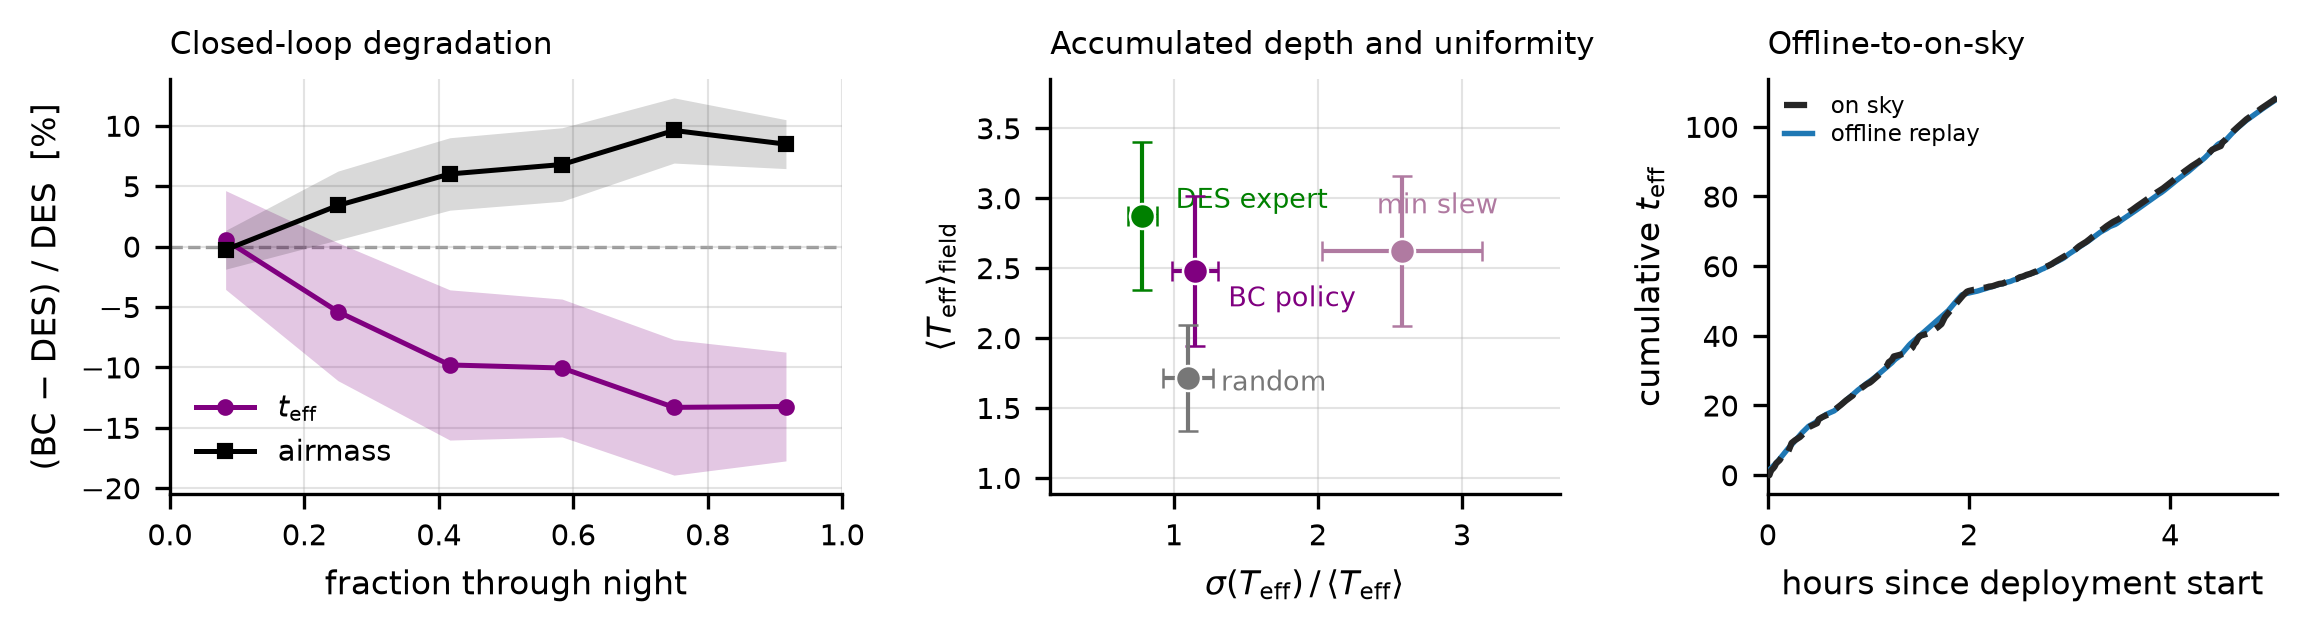 Closed-loop degradation
(BC − DES) / DES [%]
10
5
0
−5
−10
−15
−20
t_eff
airmass
0.0 0.2 0.4 0.6 0.8 1.0
fraction through night
Accumulated depth and uniformity
⟨T_eff⟩_field
3.5
3.0
2.5
2.0
1.5
1.0
DES expert
min slew
BC policy
random
1 2 3
σ(T_eff) / ⟨T_eff⟩
Offline-to-on-sky
on sky
offline replay
cumulative t_eff
100
80
60
40
20
0
0 2 4
hours since deployment start